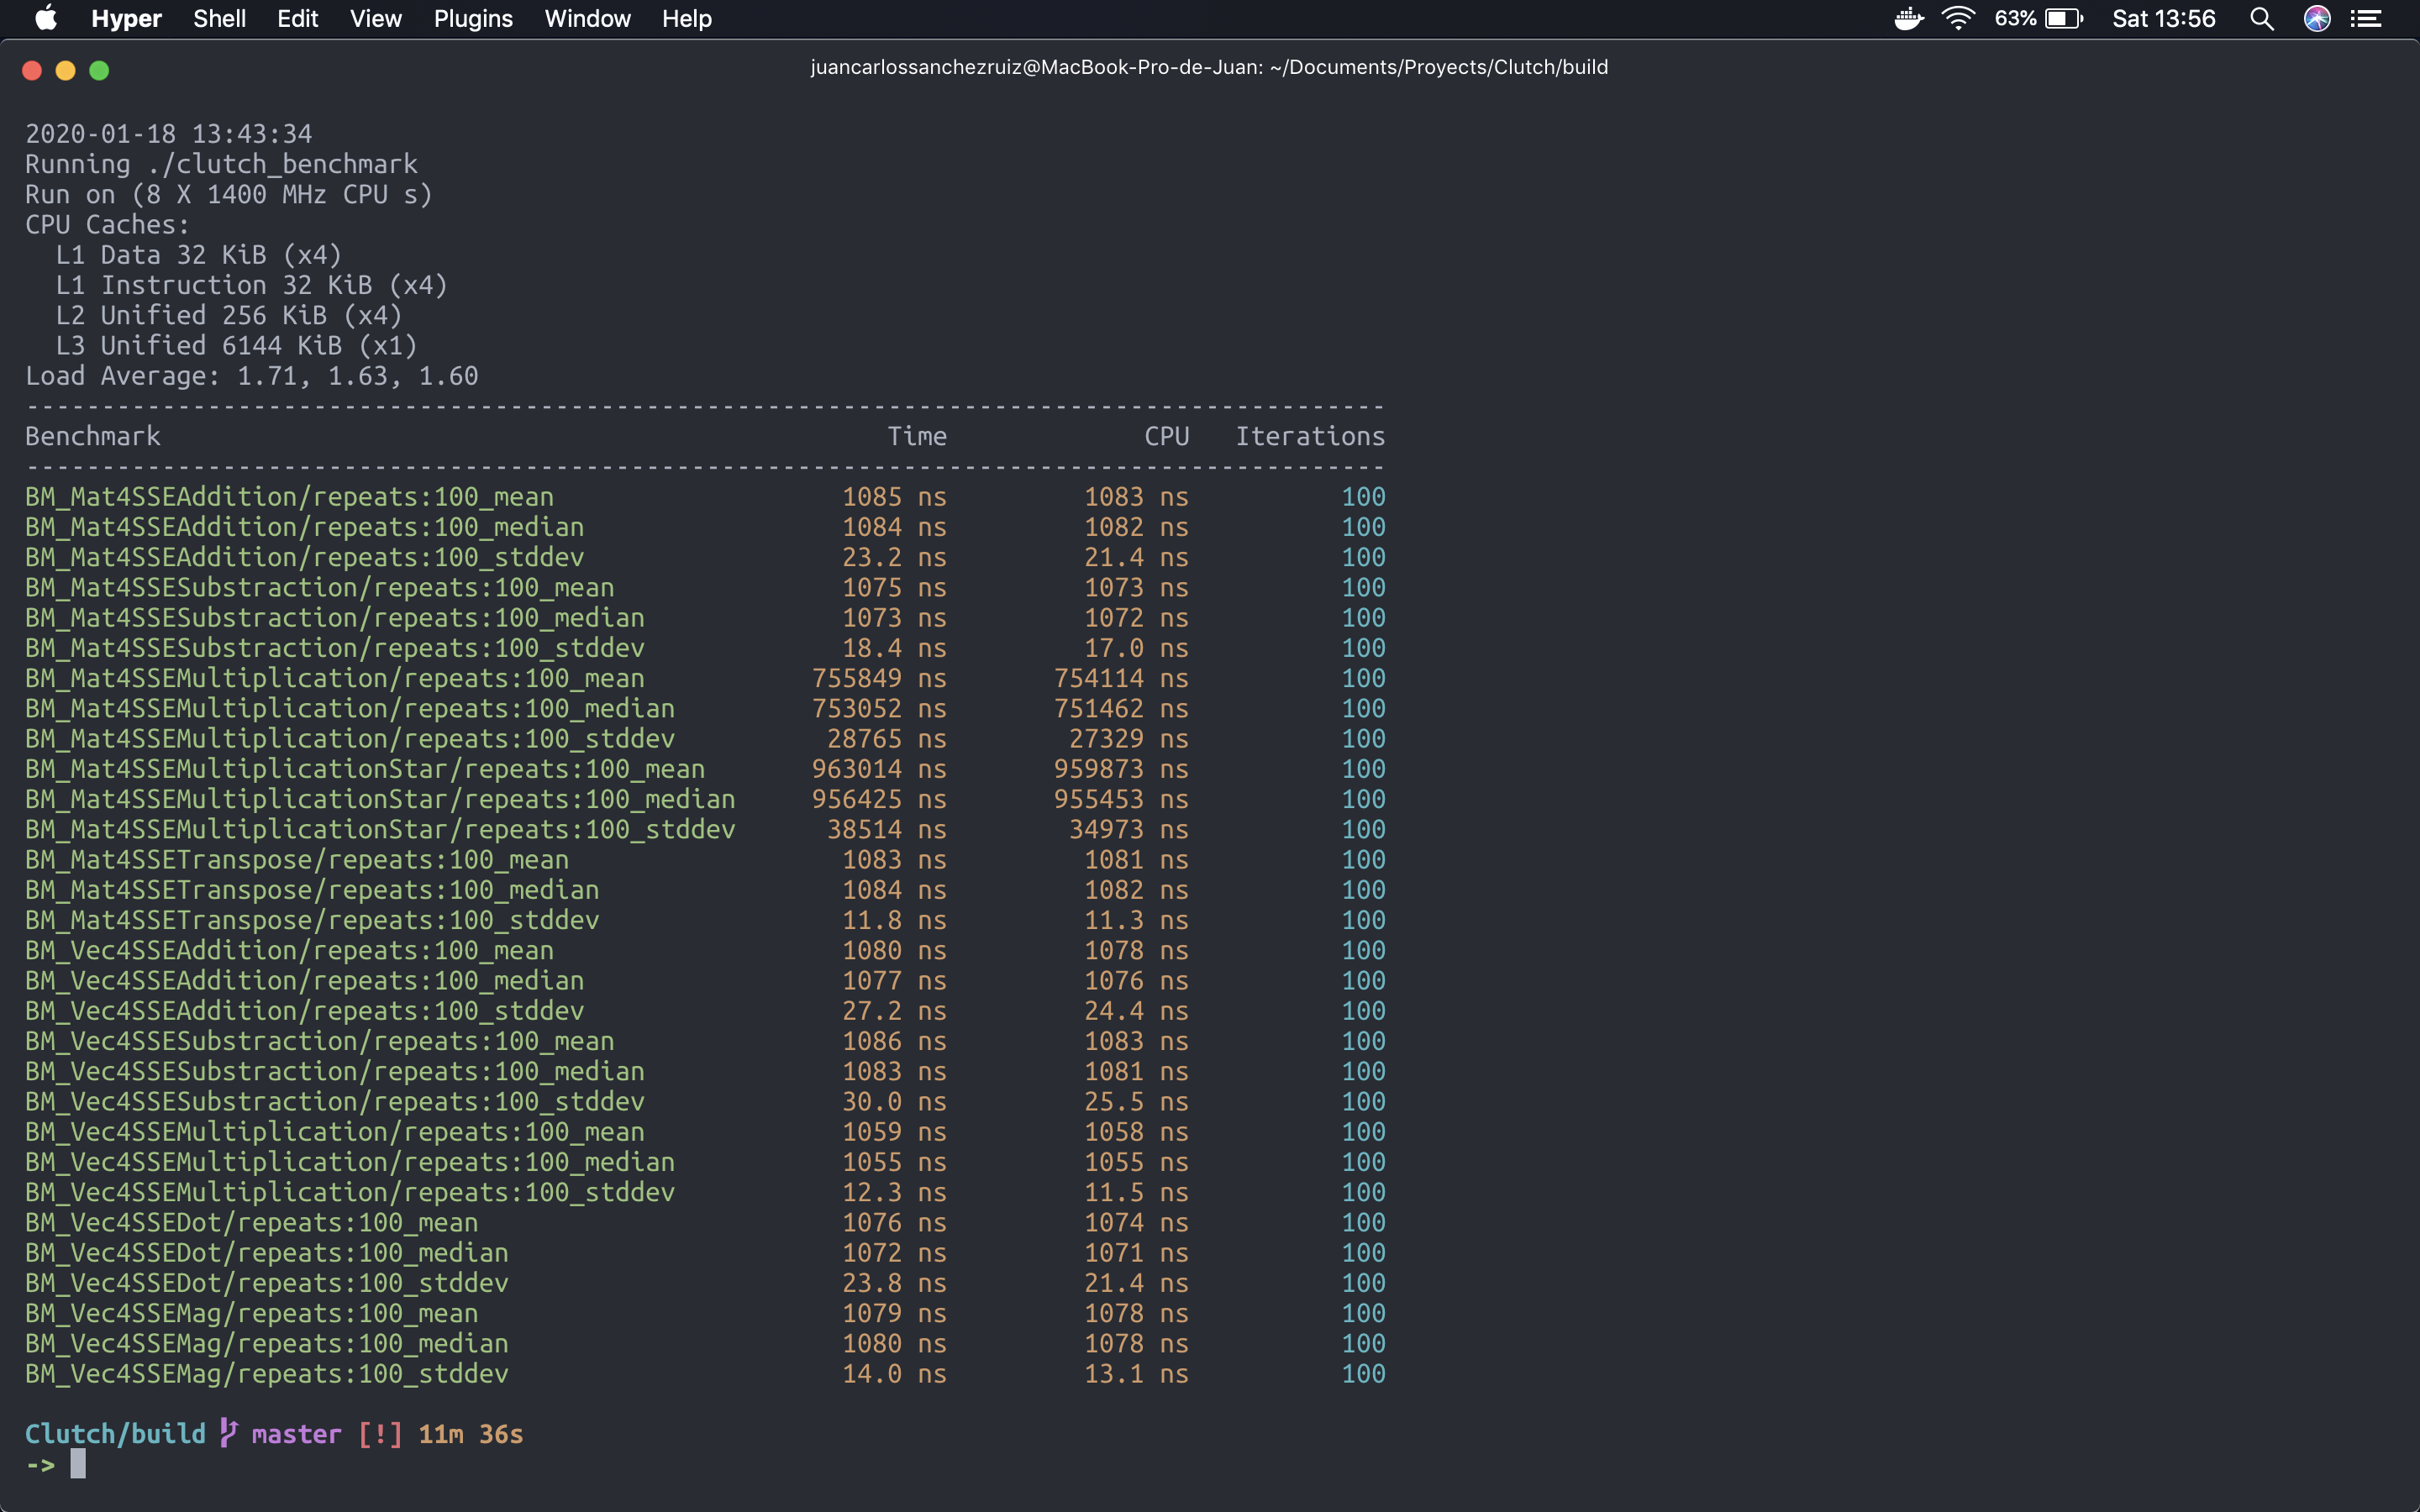 Hyper Shell Edit View Plugins Window Help 63% Sat 13:56
juancarlossanchezruiz@MacBook-Pro-de-Juan: ~/Documents/Proyects/Clutch/build
2020-01-18 13:43:34
Running ./clutch_benchmark
Run on (8 X 1400 MHz CPU s)
CPU Caches:
  L1 Data 32 KiB (x4)
  L1 Instruction 32 KiB (x4)
  L2 Unified 256 KiB (x4)
  L3 Unified 6144 KiB (x1)
Load Average: 1.71, 1.63, 1.60
------------------------------------------------------------------------------------------
Benchmark Time CPU Iterations
------------------------------------------------------------------------------------------
BM_Mat4SSEAddition/repeats:100_mean 1085 ns 1083 ns 100
BM_Mat4SSEAddition/repeats:100_median 1084 ns 1082 ns 100
BM_Mat4SSEAddition/repeats:100_stddev 23.2 ns 21.4 ns 100
BM_Mat4SSESubstraction/repeats:100_mean 1075 ns 1073 ns 100
BM_Mat4SSESubstraction/repeats:100_median 1073 ns 1072 ns 100
BM_Mat4SSESubstraction/repeats:100_stddev 18.4 ns 17.0 ns 100
BM_Mat4SSEMultiplication/repeats:100_mean 755849 ns 754114 ns 100
BM_Mat4SSEMultiplication/repeats:100_median 753052 ns 751462 ns 100
BM_Mat4SSEMultiplication/repeats:100_stddev 28765 ns 27329 ns 100
BM_Mat4SSEMultiplicationStar/repeats:100_mean 963014 ns 959873 ns 100
BM_Mat4SSEMultiplicationStar/repeats:100_median 956425 ns 955453 ns 100
BM_Mat4SSEMultiplicationStar/repeats:100_stddev 38514 ns 34973 ns 100
BM_Mat4SSETranspose/repeats:100_mean 1083 ns 1081 ns 100
BM_Mat4SSETranspose/repeats:100_median 1084 ns 1082 ns 100
BM_Mat4SSETranspose/repeats:100_stddev 11.8 ns 11.3 ns 100
BM_Vec4SSEAddition/repeats:100_mean 1080 ns 1078 ns 100
BM_Vec4SSEAddition/repeats:100_median 1077 ns 1076 ns 100
BM_Vec4SSEAddition/repeats:100_stddev 27.2 ns 24.4 ns 100
BM_Vec4SSESubstraction/repeats:100_mean 1086 ns 1083 ns 100
BM_Vec4SSESubstraction/repeats:100_median 1083 ns 1081 ns 100
BM_Vec4SSESubstraction/repeats:100_stddev 30.0 ns 25.5 ns 100
BM_Vec4SSEMultiplication/repeats:100_mean 1059 ns 1058 ns 100
BM_Vec4SSEMultiplication/repeats:100_median 1055 ns 1055 ns 100
BM_Vec4SSEMultiplication/repeats:100_stddev 12.3 ns 11.5 ns 100
BM_Vec4SSEDot/repeats:100_mean 1076 ns 1074 ns 100
BM_Vec4SSEDot/repeats:100_median 1072 ns 1071 ns 100
BM_Vec4SSEDot/repeats:100_stddev 23.8 ns 21.4 ns 100
BM_Vec4SSEMag/repeats:100_mean 1079 ns 1078 ns 100
BM_Vec4SSEMag/repeats:100_median 1080 ns 1078 ns 100
BM_Vec4SSEMag/repeats:100_stddev 14.0 ns 13.1 ns 100
Clutch/build master [!] 11m 36s
->